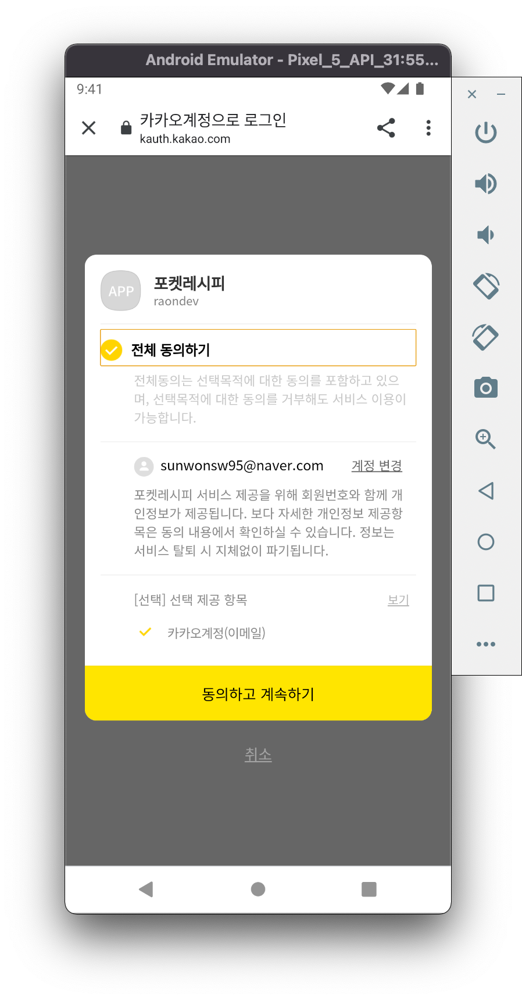 Android Emulator - Pixel_5_API_31:55...
9:41
카카오계정으로 로그인
kauth.kakao.com
APP
포켓레시피
raondev
전체 동의하기
전체동의는 선택목적에 대한 동의를 포함하고 있으
며, 선택목적에 대한 동의를 거부해도 서비스 이용이
가능합니다.
sunwonsw95@naver.com 계정 변경
포켓레시피 서비스 제공을 위해 회원번호와 함께 개
인정보가 제공됩니다. 보다 자세한 개인정보 제공항
목은 동의 내용에서 확인하실 수 있습니다. 정보는
서비스 탈퇴 시 지체없이 파기됩니다.
[선택] 선택 제공 항목 보기
카카오계정(이메일)
동의하고 계속하기
취소